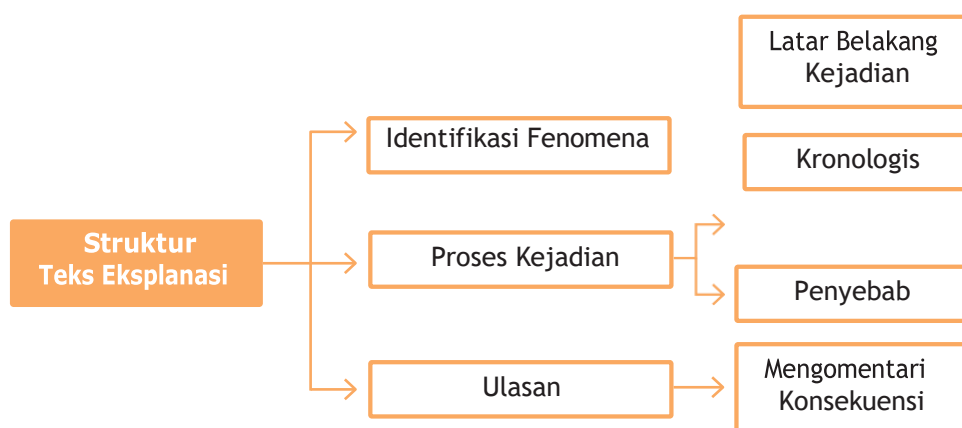 Struktur
Teks Eksplanasi
Identifikasi Fenomena
Proses Kejadian
Ulasan
Latar Belakang
Kejadian
Kronologis
Penyebab
Mengomentari
Konsekuensi